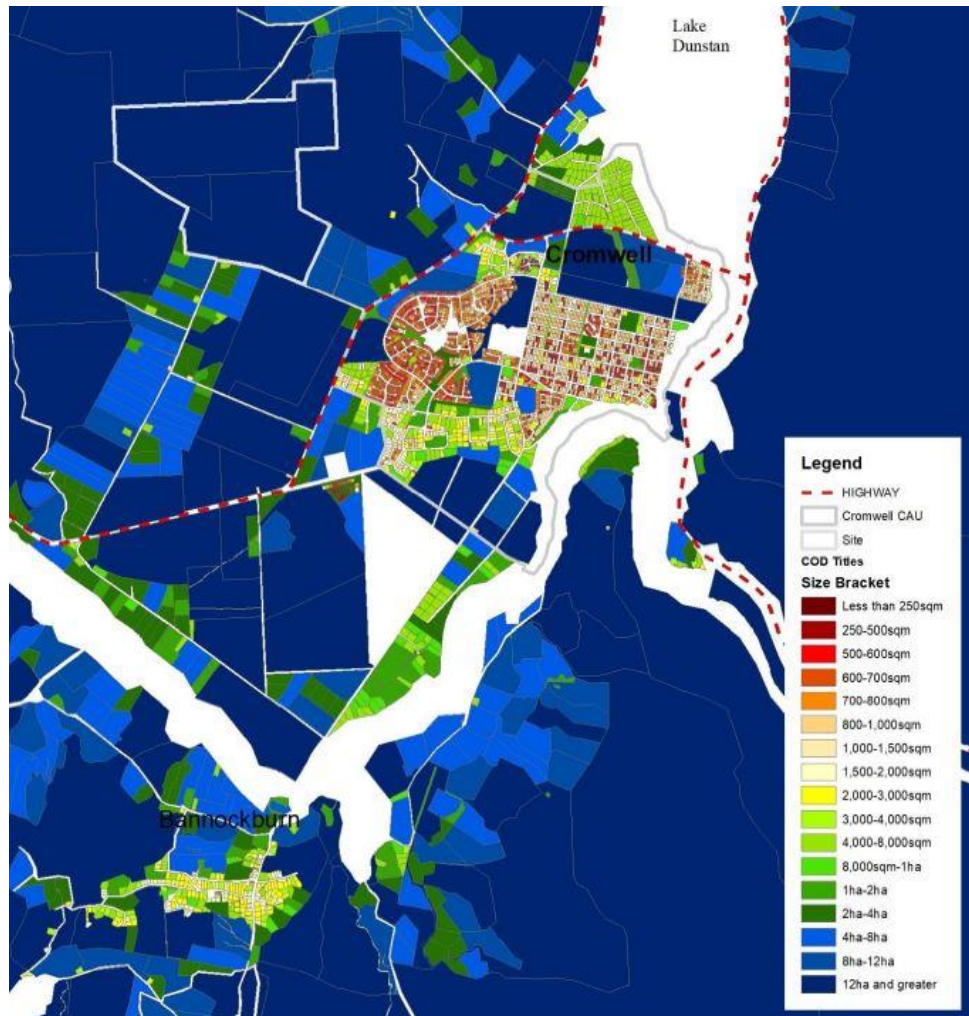 Lake
Dunstan
Cromwell
Bannockburn
Legend
HIGHWAY
Cromwell CAU
Site
COD Titles
Size Bracket
Less than 250sqm
250-500sqm
500-600sqm
600-700sqm
700-800sqm
800-1,000sqm
1,000-1,500sqm
1,500-2,000sqm
2,000-3,000sqm
3,000-4,000sqm
4,000-8,000sqm
8,000sqm-1ha
1ha-2ha
2ha-4ha
4ha-8ha
8ha-12ha
12ha and greater